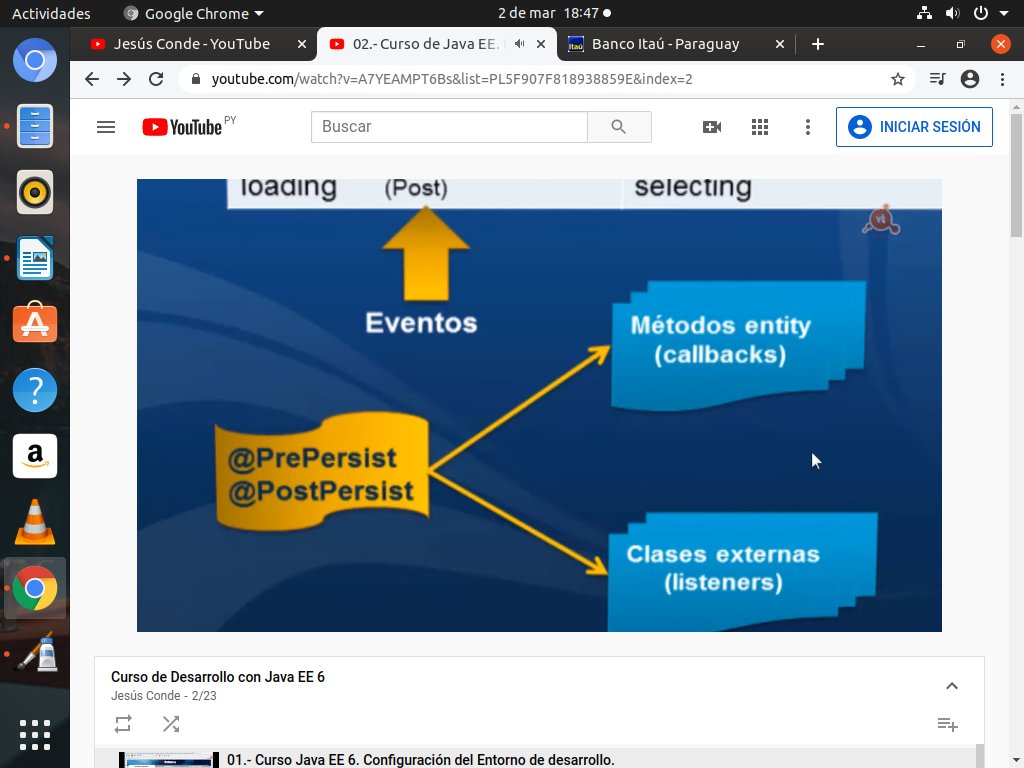 Actividades
Google Chrome
2 de mar 18:47
Jesús Conde - YouTube
02.- Curso de Java EE.
Banco Itaú - Paraguay
youtube.com/watch?v=A7YEAMPT6Bs&list=PL5F907F818938859E&index=2
YouTube PY
Buscar
INICIAR SESIÓN
loading (Post) selecting
Eventos
Métodos entity
(callbacks)
@PrePersist
@PostPersist
Clases externas
(listeners)
Curso de Desarrollo con Java EE 6
Jesús Conde - 2/23
01.- Curso Java EE 6. Configuración del Entorno de desarrollo.